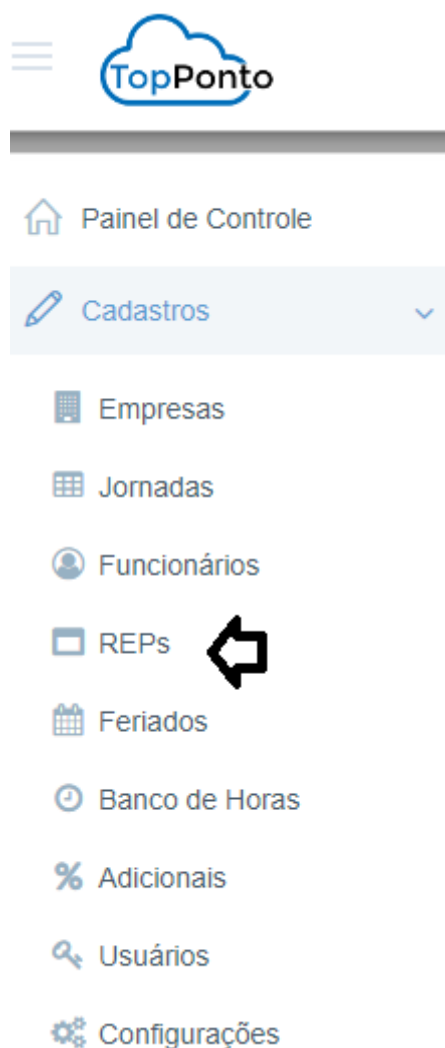 TopPonto
Painel de Controle
Cadastros
Empresas
Jornadas
Funcionários
REPs
Feriados
Banco de Horas
Adicionais
Usuários
Configurações